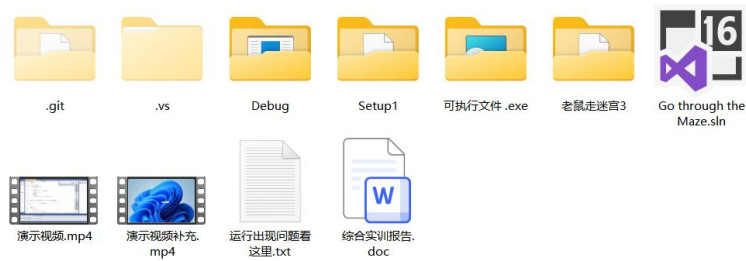 .git
.vs
Debug
Setup1
可执行文件 .exe
老鼠走迷宫3
16
Go through the
Maze.sln
演示视频.mp4
演示视频补充.
mp4
运行出现问题看
这里.txt
W
综合实训报告.
doc